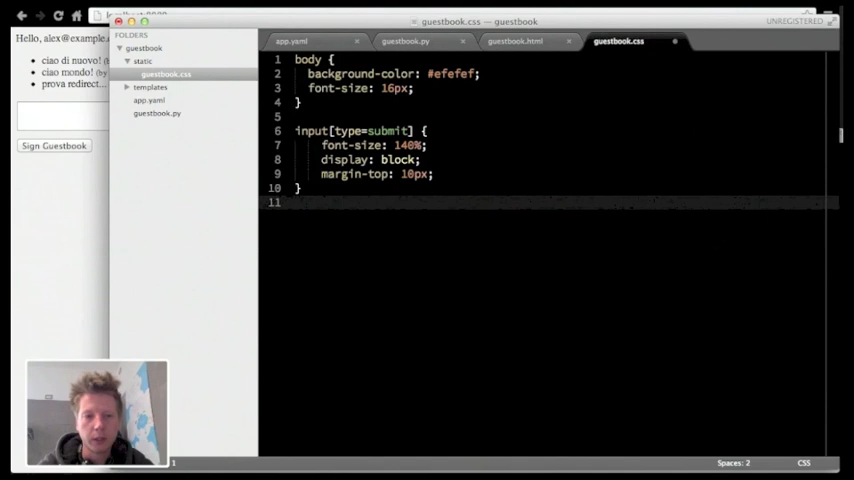 guestbook.css — guestbook
UNREGISTERED
Hello, alex@example.
ciao di nuovo!
ciao mondo! (by
prova redirect...
Sign Guestbook
FOLDERS
guestbook
static
guestbook.css
templates
app.yaml
guestbook.py
app.yaml × guestbook.py × guestbook.html × guestbook.css
1 body {
2 background-color: #efefef;
3 font-size: 16px;
4 }
5
6 input[type=submit] {
7 font-size: 140%;
8 display: block;
9 margin-top: 10px;
10 }
11
1
Spaces: 2
CSS